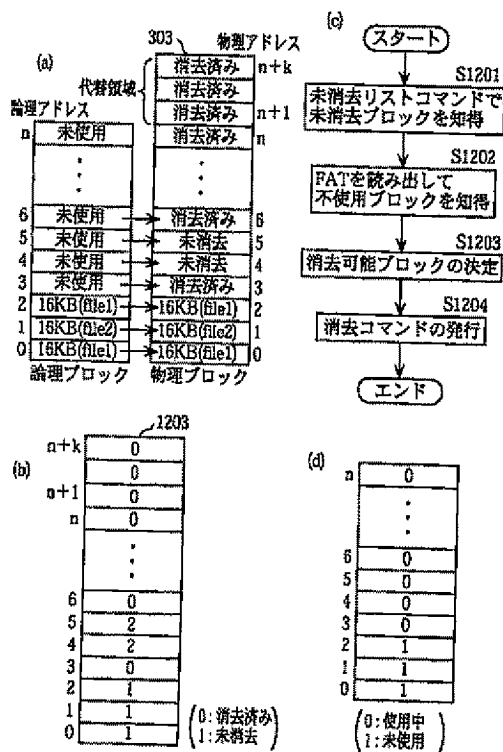 (a)
303
物理アドレス
代替領域
消去済み n+k
消去済み
消去済み n+1
論理アドレス
n 未使用 消去済み n
6 未使用 消去済み 6
5 未使用 未消去 5
4 未使用 未消去 4
3 未使用 消去済み 3
2 16KB(file1) 16KB(file1) 2
1 16KB(file2) 16KB(file2) 1
0 16KB(file1) 16KB(file1) 0
論理ブロック 物理ブロック
(c)
スタート
S1201
未消去リストコマンドで
未消去ブロックを知得
S1202
FATを読み出して
不使用ブロックを知得
S1203
消去可能ブロックの決定
S1204
消去コマンドの発行
エンド
(b)
1203
n+k 0
0
n+1 0
n 0
6 0
5 2
4 2
3 0
2 1
1 1
0 1
(0:消去済み
1:未消去)
(d)
n 0
6 0
5 0
4 0
3 0
2 1
1 1
0 1
(0:使用中
1:未使用)